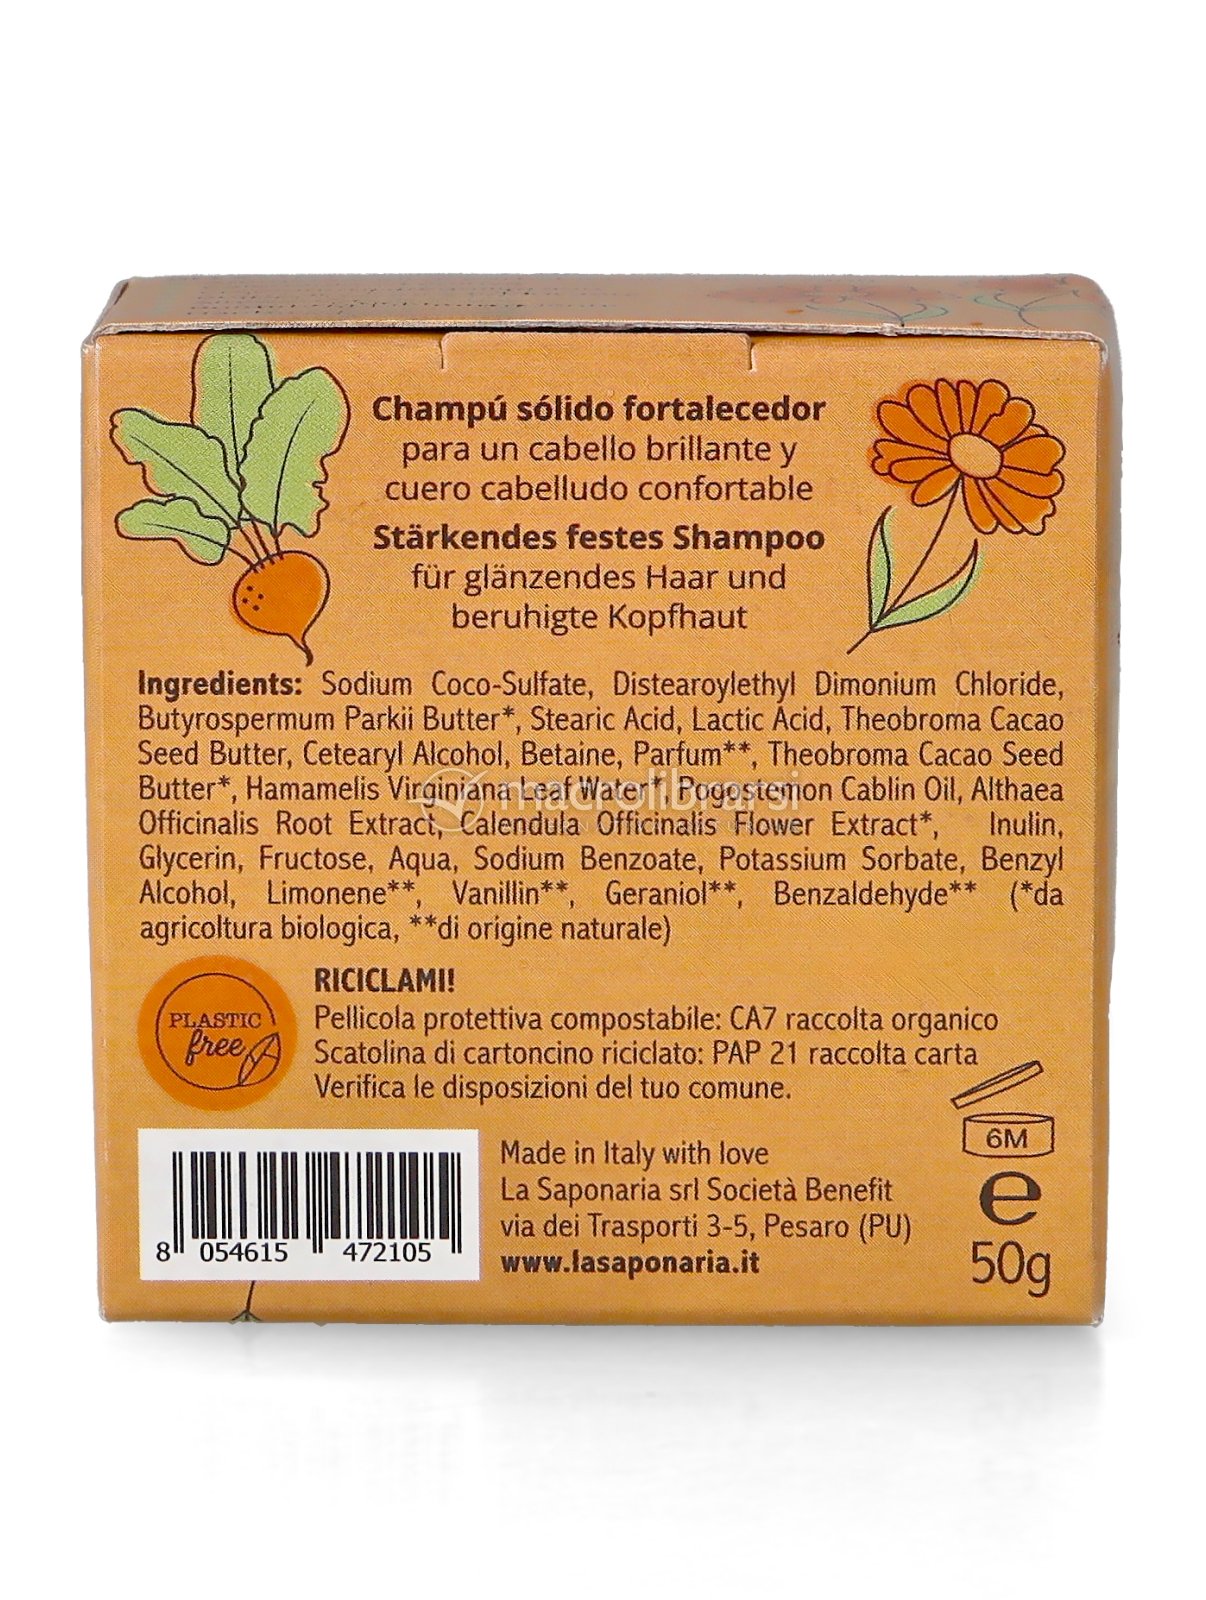 Champú sólido fortalecedor
para un cabello brillante y
cuero cabelludo confortable
Stärkendes festes Shampoo
für glänzendes Haar und
beruhigte Kopfhaut
Ingredients: Sodium Coco-Sulfate, Distearoylethyl Dimonium Chloride,
Butyrospermum Parkii Butter*, Stearic Acid, Lactic Acid, Theobroma Cacao
Seed Butter, Cetearyl Alcohol, Betaine, Parfum**, Theobroma Cacao Seed
Butter*, Hamamelis Virginiana Leaf Water*, Pogostemon Cablin Oil, Althaea
Officinalis Root Extract, Calendula Officinalis Flower Extract*, Inulin,
Glycerin, Fructose, Aqua, Sodium Benzoate, Potassium Sorbate, Benzyl
Alcohol, Limonene**, Vanillin**, Geraniol**, Benzaldehyde** (*da
agricoltura biologica, **di origine naturale)
macrolibrarsi
PLASTIC
free
RICICLAMI!
Pellicola protettiva compostabile: CA7 raccolta organico
Scatolina di cartoncino riciclato: PAP 21 raccolta carta
Verifica le disposizioni del tuo comune.
6M
8 054615 472105
Made in Italy with love
La Saponaria srl Società Benefit
via dei Trasporti 3-5, Pesaro (PU)
www.lasaponaria.it
e
50g